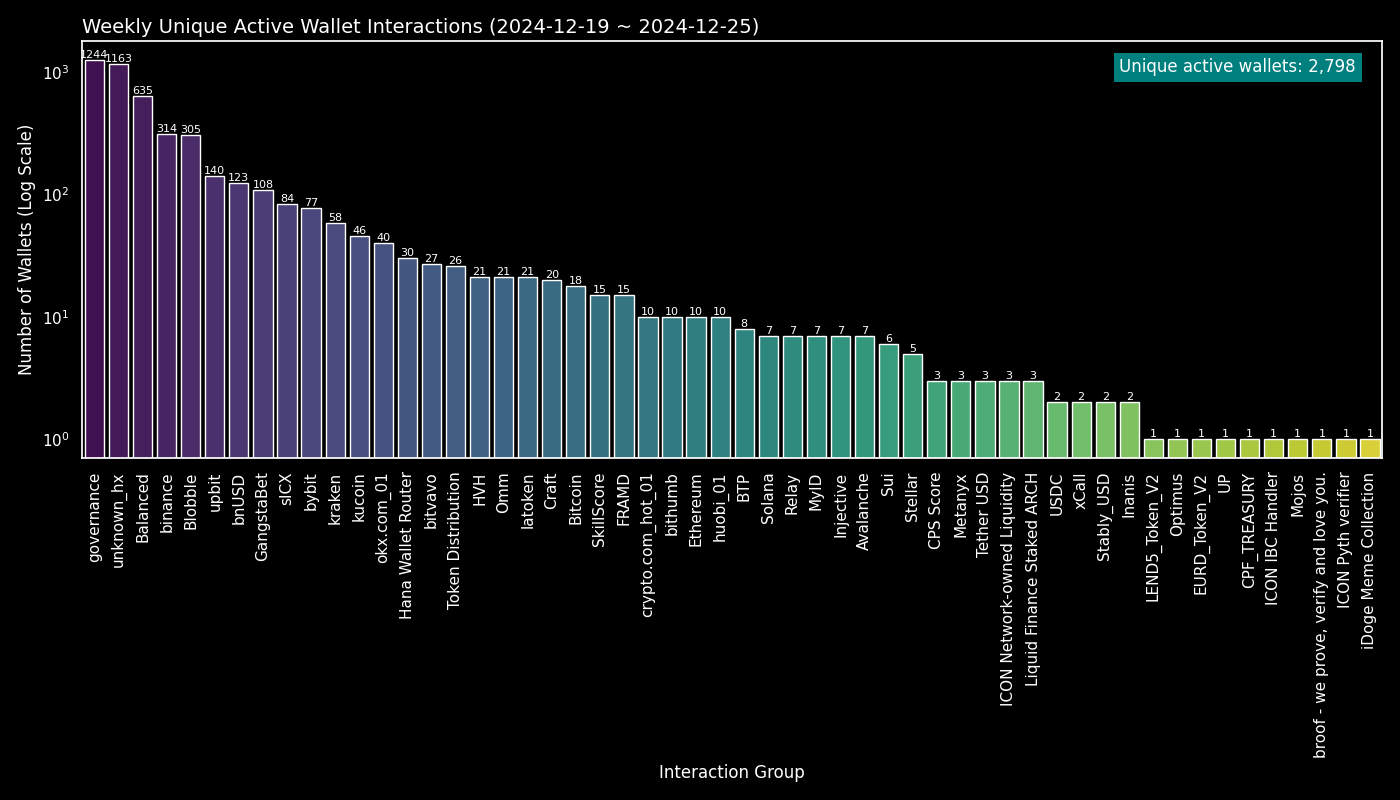 Weekly Unique Active Wallet Interactions (2024-12-19 ~ 2024-12-25)
Unique active wallets: 2,798
Number of Wallets (Log Scale)
10³
10²
10¹
10⁰
1244
1163
635
314
305
140
123
108
84
77
58
46
40
30
27
26
21
21
21
20
18
15
15
10
10
10
10
8
7
7
7
7
7
6
5
3
3
3
3
3
2
2
2
2
1
1
1
1
1
1
1
1
1
1
governance
unknown_hx
Balanced
binance
Blobble
upbit
bnUSD
GangstaBet
sICX
bybit
kraken
kucoin
okx.com_01
Hana Wallet Router
bitvavo
Token Distribution
HVH
Omm
latoken
Craft
Bitcoin
SkillScore
FRAMD
crypto.com_hot_01
bithumb
Ethereum
huobi_01
BTP
Solana
Relay
MyID
Injective
Avalanche
Sui
Stellar
CPS Score
Metanyx
Tether USD
ICON Network-owned Liquidity
Liquid Finance Staked ARCH
USDC
xCall
Stably_USD
Inanis
LEND5_Token_V2
Optimus
EURD_Token_V2
UP
CPF_TREASURY
ICON IBC Handler
Mojos
broof - we prove, verify and love you.
ICON Pyth verifier
iDoge Meme Collection
Interaction Group